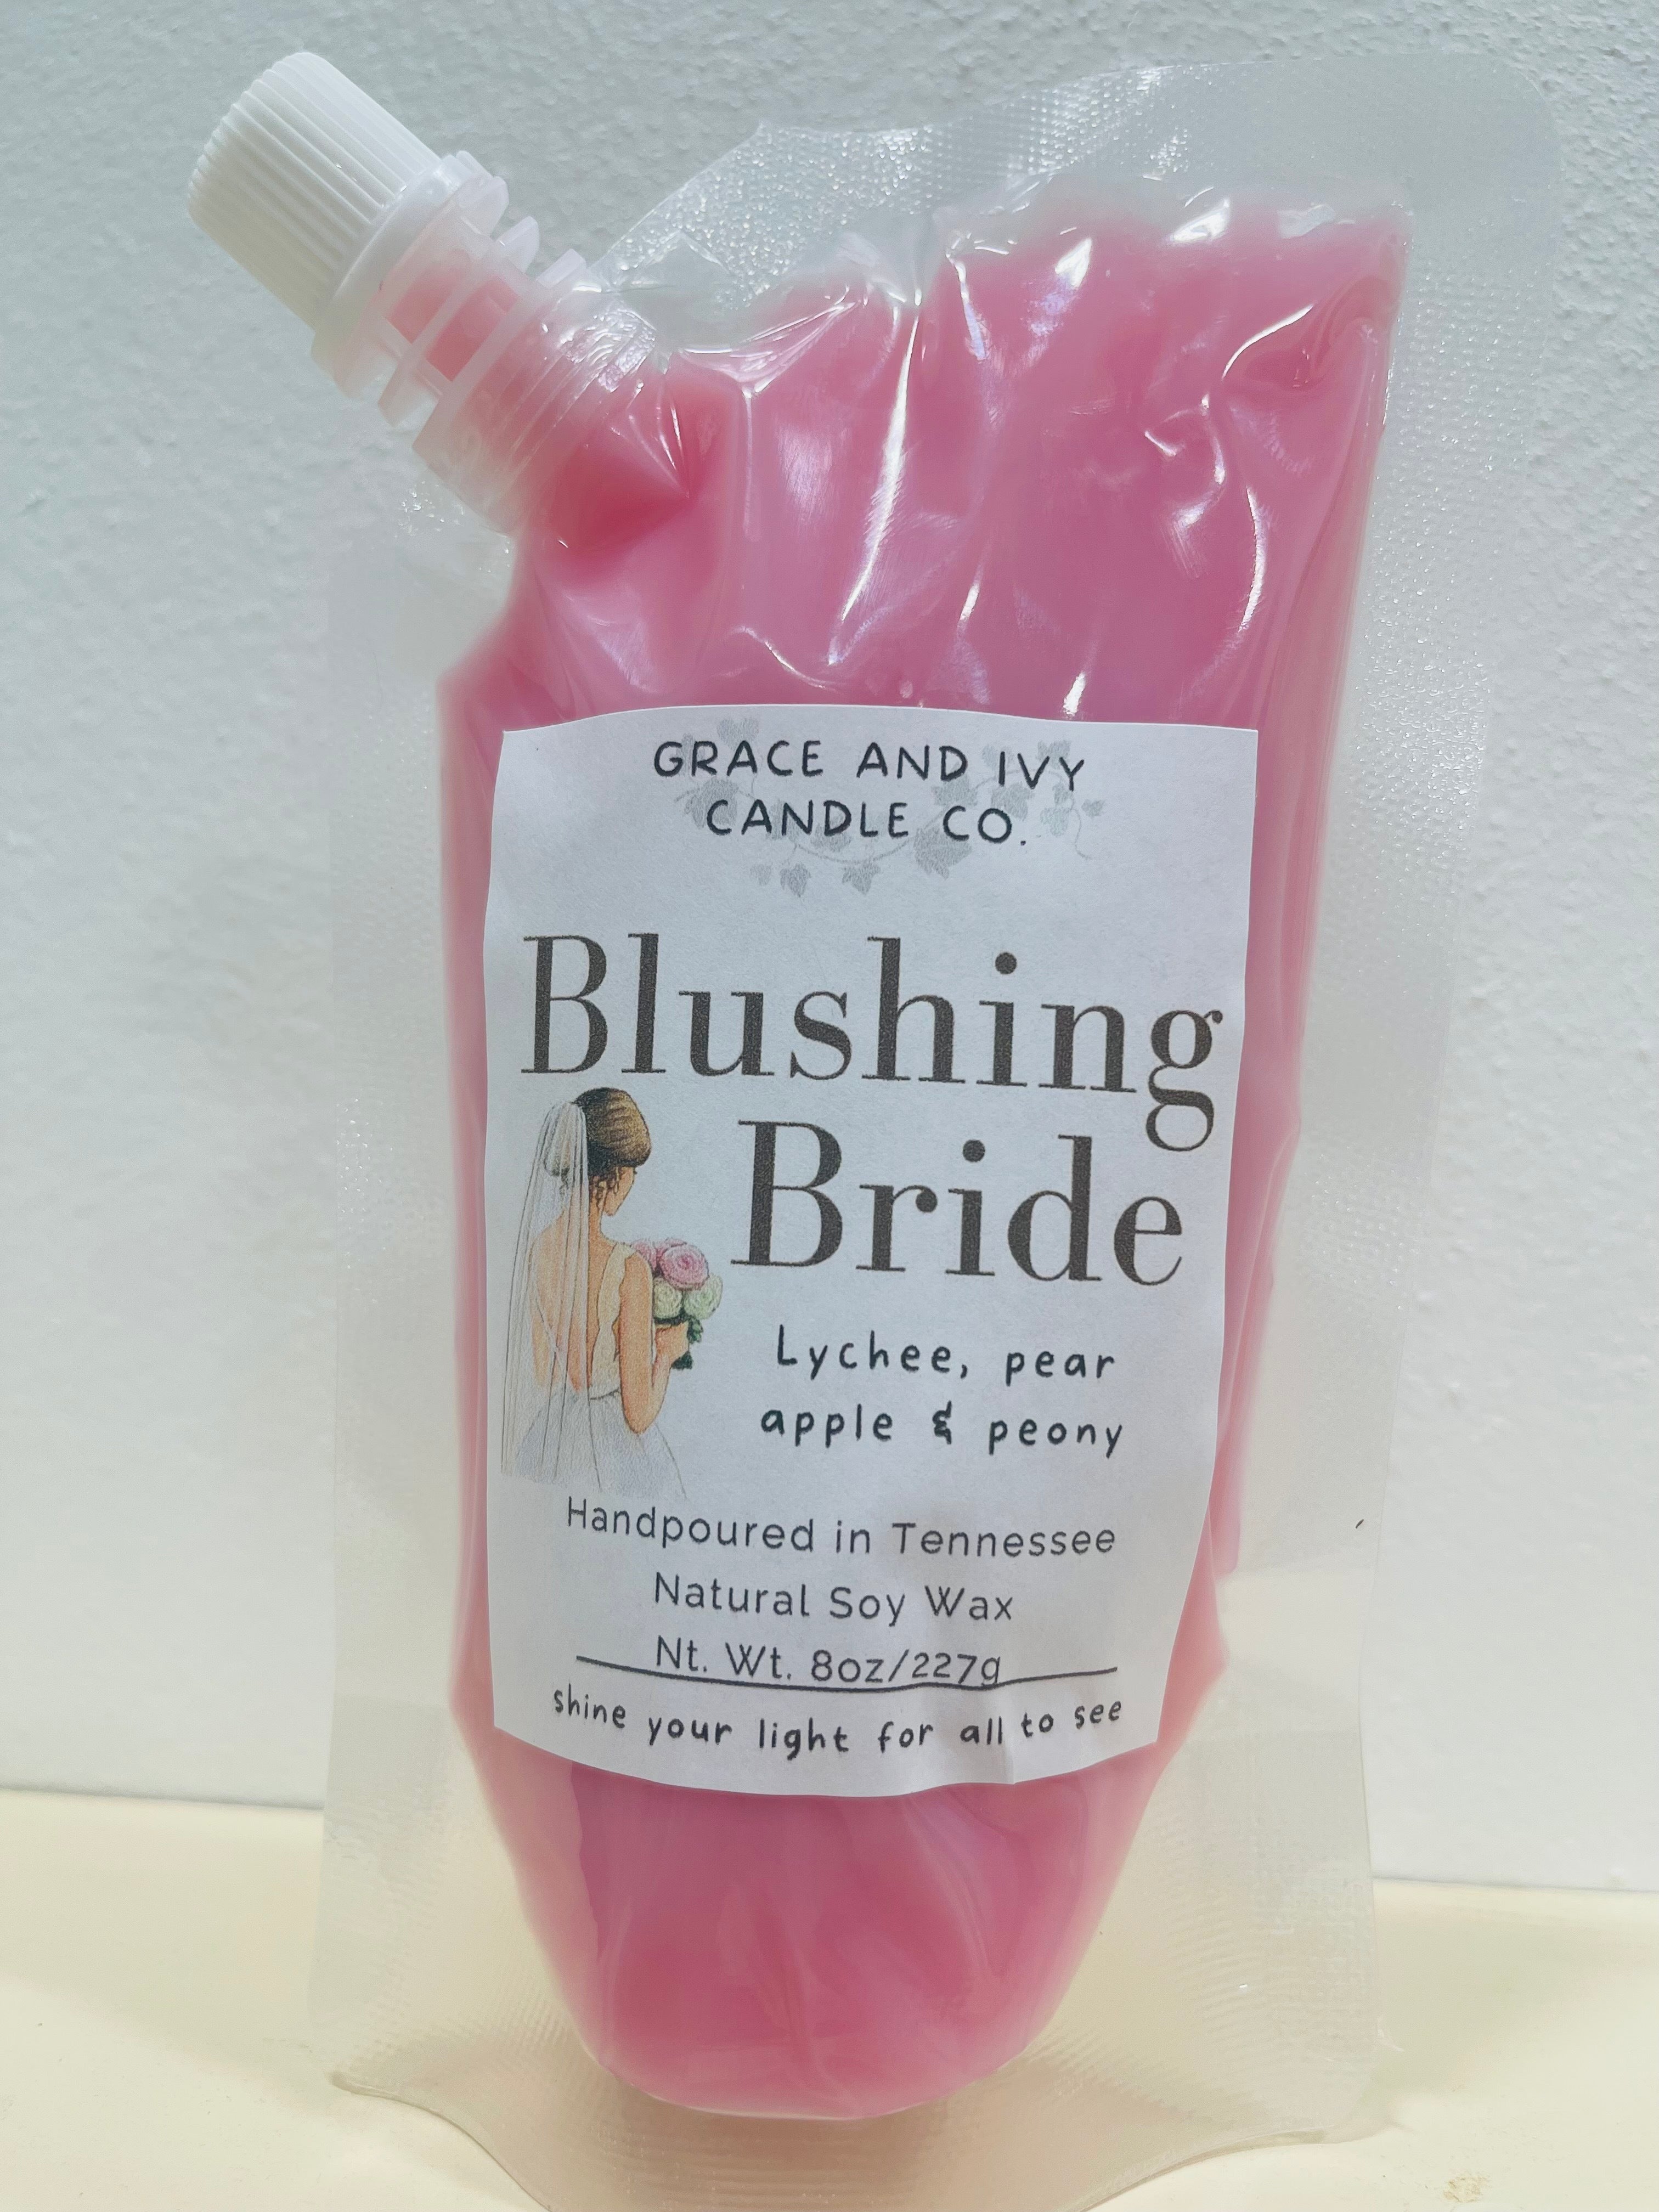 GRACE AND IVY
CANDLE CO.
Blushing
Bride
Lychee, pear
apple & peony
Handpoured in Tennessee
Natural Soy Wax
Nt. Wt. 8oz/227g
shine your light for all to see